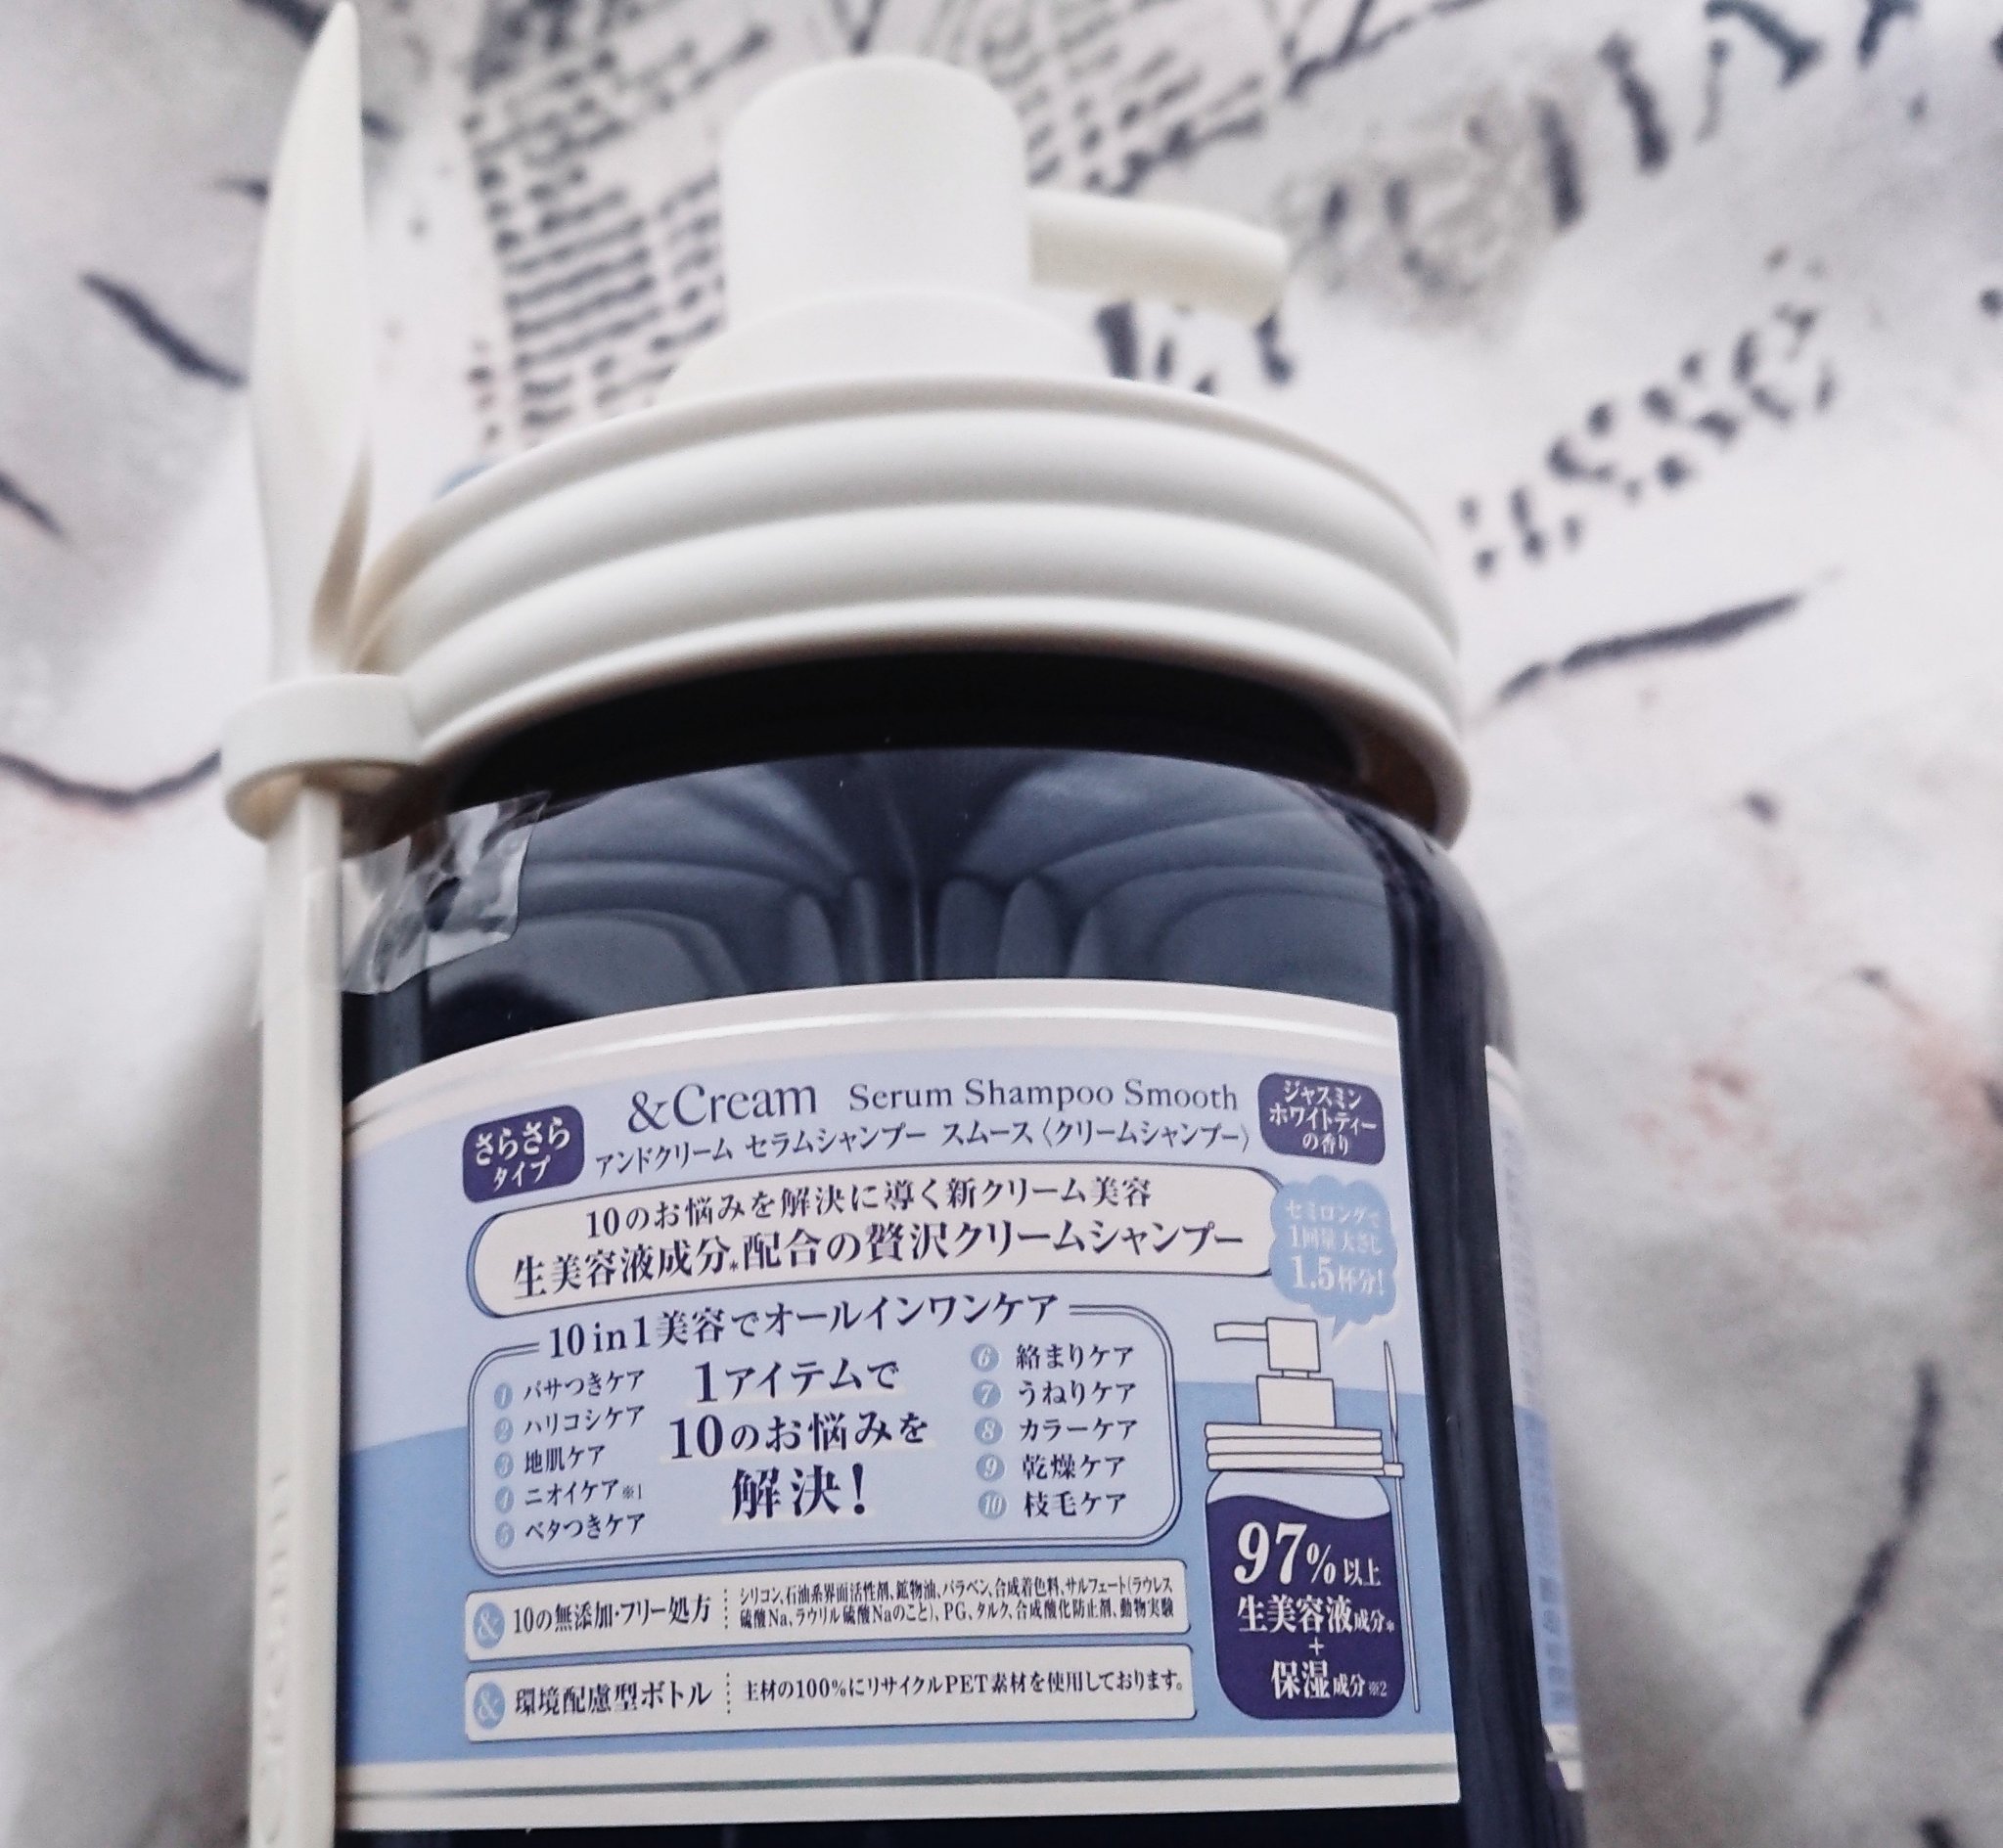 さらさら
タイプ
&Cream Serum Shampoo Smooth
アンドクリーム セラムシャンプー スムース〈クリームシャンプー〉
ジャスミン
ホワイトティー
の香り
10のお悩みを解決に導く新クリーム美容
生美容液成分*配合の贅沢クリームシャンプー
セミロングで
1回量大さじ
1.5杯分!
10in1美容でオールインワンケア
1 パサつきケア
2 ハリコシケア
3 地肌ケア
4 ニオイケア※1
5 ベタつきケア
1アイテムで
10のお悩みを
解決!
6 絡まりケア
7 うねりケア
8 カラーケア
9 乾燥ケア
10 枝毛ケア
97%以上
生美容液成分*
+
保湿成分※2
& 10の無添加・フリー処方
シリコン、石油系界面活性剤、鉱物油、パラベン、合成着色料、サルフェート(ラウレス
硫酸Na、ラウリル硫酸Naのこと)、PG、タルク、合成酸化防止剤、動物実験
& 環境配慮型ボトル
主材の100%にリサイクルPET素材を使用しております。